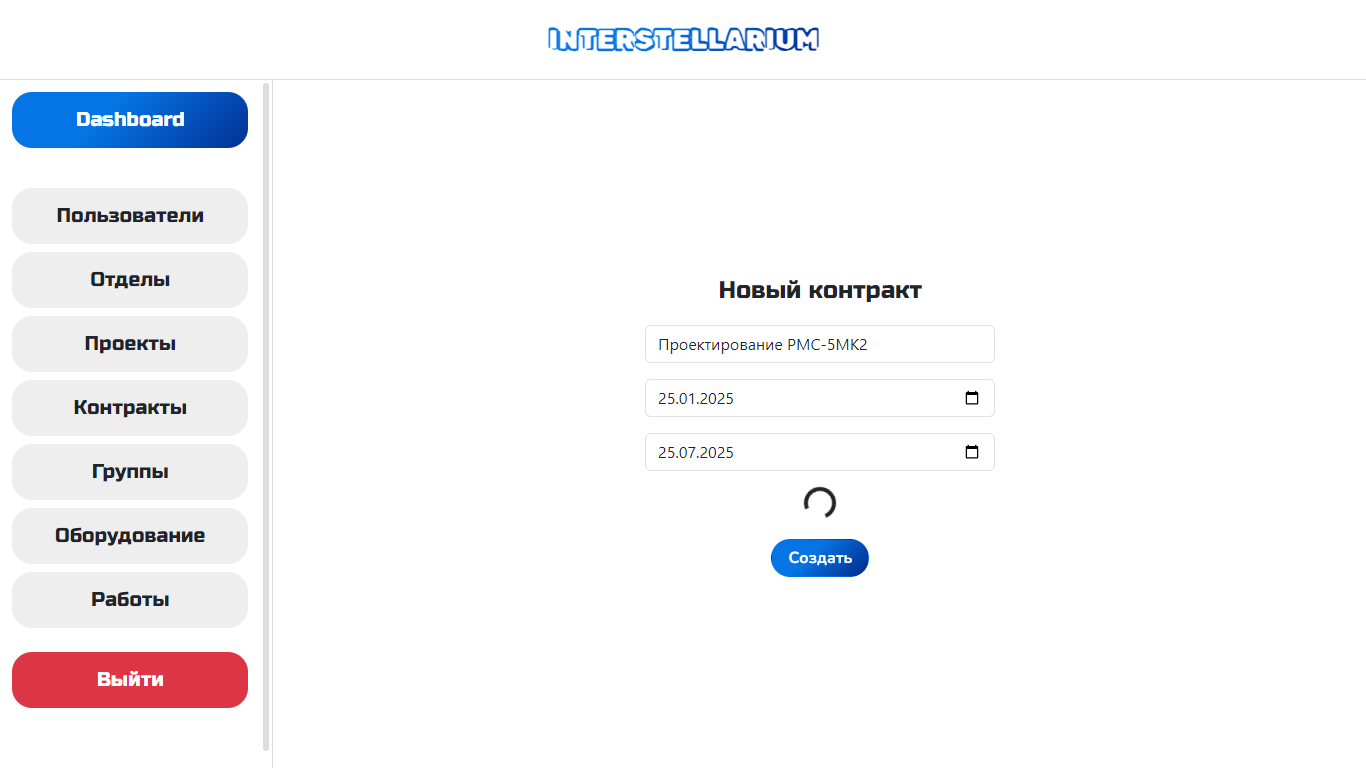 INTERSTELLARIUM
Dashboard
Пользователи
Отделы
Проекты
Контракты
Группы
Оборудование
Работы
Выйти
Новый контракт
Проектирование РМС-5МК2
25.01.2025
25.07.2025
Создать